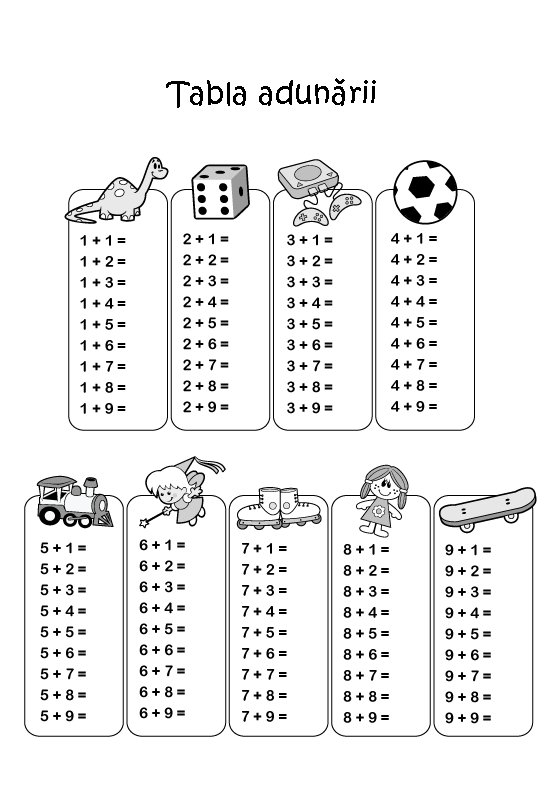 Tabla adunării
1 + 1 =
1 + 2 =
1 + 3 =
1 + 4 =
1 + 5 =
1 + 6 =
1 + 7 =
1 + 8 =
1 + 9 =
2 + 1 =
2 + 2 =
2 + 3 =
2 + 4 =
2 + 5 =
2 + 6 =
2 + 7 =
2 + 8 =
2 + 9 =
3 + 1 =
3 + 2 =
3 + 3 =
3 + 4 =
3 + 5 =
3 + 6 =
3 + 7 =
3 + 8 =
3 + 9 =
4 + 1 =
4 + 2 =
4 + 3 =
4 + 4 =
4 + 5 =
4 + 6 =
4 + 7 =
4 + 8 =
4 + 9 =
5 + 1 =
5 + 2 =
5 + 3 =
5 + 4 =
5 + 5 =
5 + 6 =
5 + 7 =
5 + 8 =
5 + 9 =
6 + 1 =
6 + 2 =
6 + 3 =
6 + 4 =
6 + 5 =
6 + 6 =
6 + 7 =
6 + 8 =
6 + 9 =
7 + 1 =
7 + 2 =
7 + 3 =
7 + 4 =
7 + 5 =
7 + 6 =
7 + 7 =
7 + 8 =
7 + 9 =
8 + 1 =
8 + 2 =
8 + 3 =
8 + 4 =
8 + 5 =
8 + 6 =
8 + 7 =
8 + 8 =
8 + 9 =
9 + 1 =
9 + 2 =
9 + 3 =
9 + 4 =
9 + 5 =
9 + 6 =
9 + 7 =
9 + 8 =
9 + 9 =